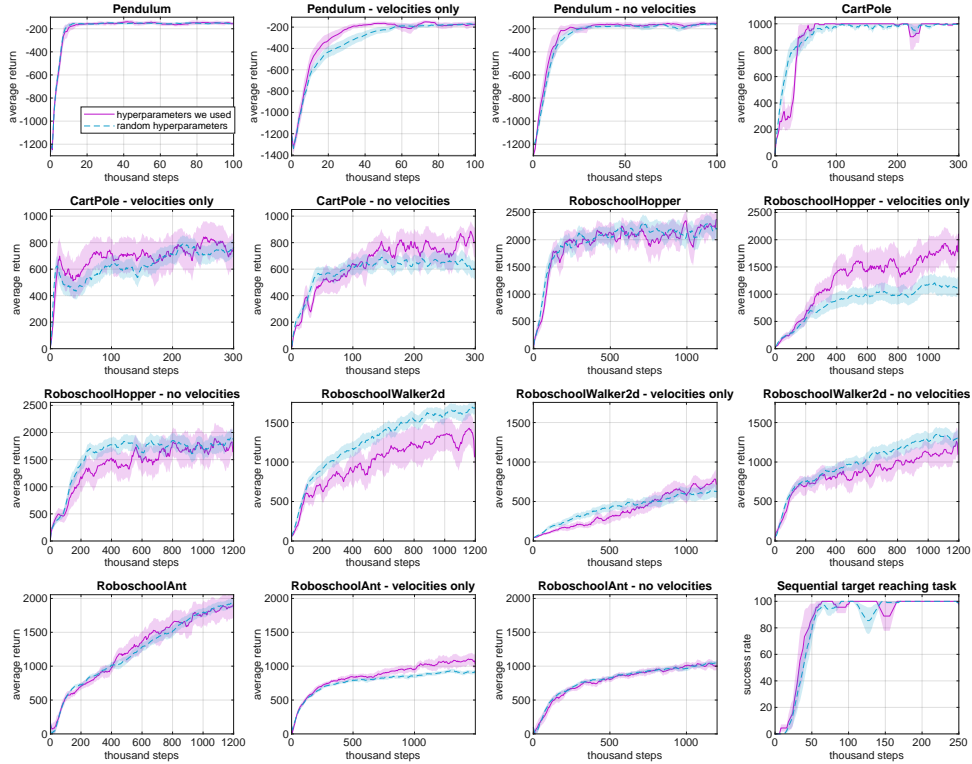 Pendulum
average return
-200
-400
-600
-800
-1000
-1200
0 20 40 60 80 100
thousand steps
hyperparameters we used
random hyperparameters
Pendulum - velocities only
average return
-200
-400
-600
-800
-1000
-1200
-1400
0 20 40 60 80 100
thousand steps
Pendulum - no velocities
average return
-200
-400
-600
-800
-1000
-1200
0 50 100
thousand steps
CartPole
average return
1000
800
600
400
200
0
0 100 200 300
thousand steps
CartPole - velocities only
average return
1000
800
600
400
200
0
0 100 200 300
thousand steps
CartPole - no velocities
average return
1000
800
600
400
200
0
0 100 200 300
thousand steps
RoboschoolHopper
average return
2500
2000
1500
1000
500
0
0 500 1000
thousand steps
RoboschoolHopper - velocities only
average return
2500
2000
1500
1000
500
0
0 200 400 600 800 1000
thousand steps
RoboschoolHopper - no velocities
average return
2500
2000
1500
1000
500
0
0 200 400 600 800 1000 1200
thousand steps
RoboschoolWalker2d
average return
1500
1000
500
0
0 200 400 600 800 1000 1200
thousand steps
RoboschoolWalker2d - velocities only
average return
1500
1000
500
0
0 500 1000
thousand steps
RoboschoolWalker2d - no velocities
average return
1500
1000
500
0
0 200 400 600 800 1000 1200
thousand steps
RoboschoolAnt
average return
2000
1500
1000
500
0
0 200 400 600 800 1000 1200
thousand steps
RoboschoolAnt - velocities only
average return
2000
1500
1000
500
0
0 500 1000
thousand steps
RoboschoolAnt - no velocities
average return
2000
1500
1000
500
0
0 500 1000
thousand steps
Sequential target reaching task
success rate
100
80
60
40
20
0
0 50 100 150 200 250
thousand steps